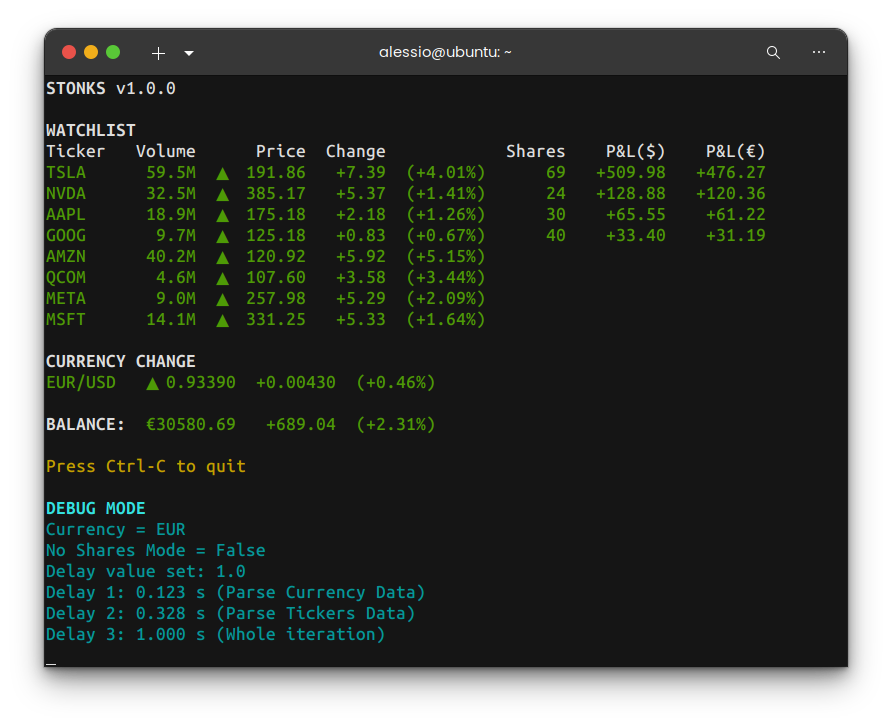 alessio@ubuntu: ~
STONKS v1.0.0
WATCHLIST
Ticker Volume Price Change Shares P&L($) P&L(€)
TSLA 59.5M ▲ 191.86 +7.39 (+4.01%) 69 +509.98 +476.27
NVDA 32.5M ▲ 385.17 +5.37 (+1.41%) 24 +128.88 +120.36
AAPL 18.9M ▲ 175.18 +2.18 (+1.26%) 30 +65.55 +61.22
GOOG 9.7M ▲ 125.18 +0.83 (+0.67%) 40 +33.40 +31.19
AMZN 40.2M ▲ 120.92 +5.92 (+5.15%)
QCOM 4.6M ▲ 107.60 +3.58 (+3.44%)
META 9.0M ▲ 257.98 +5.29 (+2.09%)
MSFT 14.1M ▲ 331.25 +5.33 (+1.64%)
CURRENCY CHANGE
EUR/USD ▲ 0.93390 +0.00430 (+0.46%)
BALANCE: €30580.69 +689.04 (+2.31%)
Press Ctrl-C to quit
DEBUG MODE
Currency = EUR
No Shares Mode = False
Delay value set: 1.0
Delay 1: 0.123 s (Parse Currency Data)
Delay 2: 0.328 s (Parse Tickers Data)
Delay 3: 1.000 s (Whole iteration)